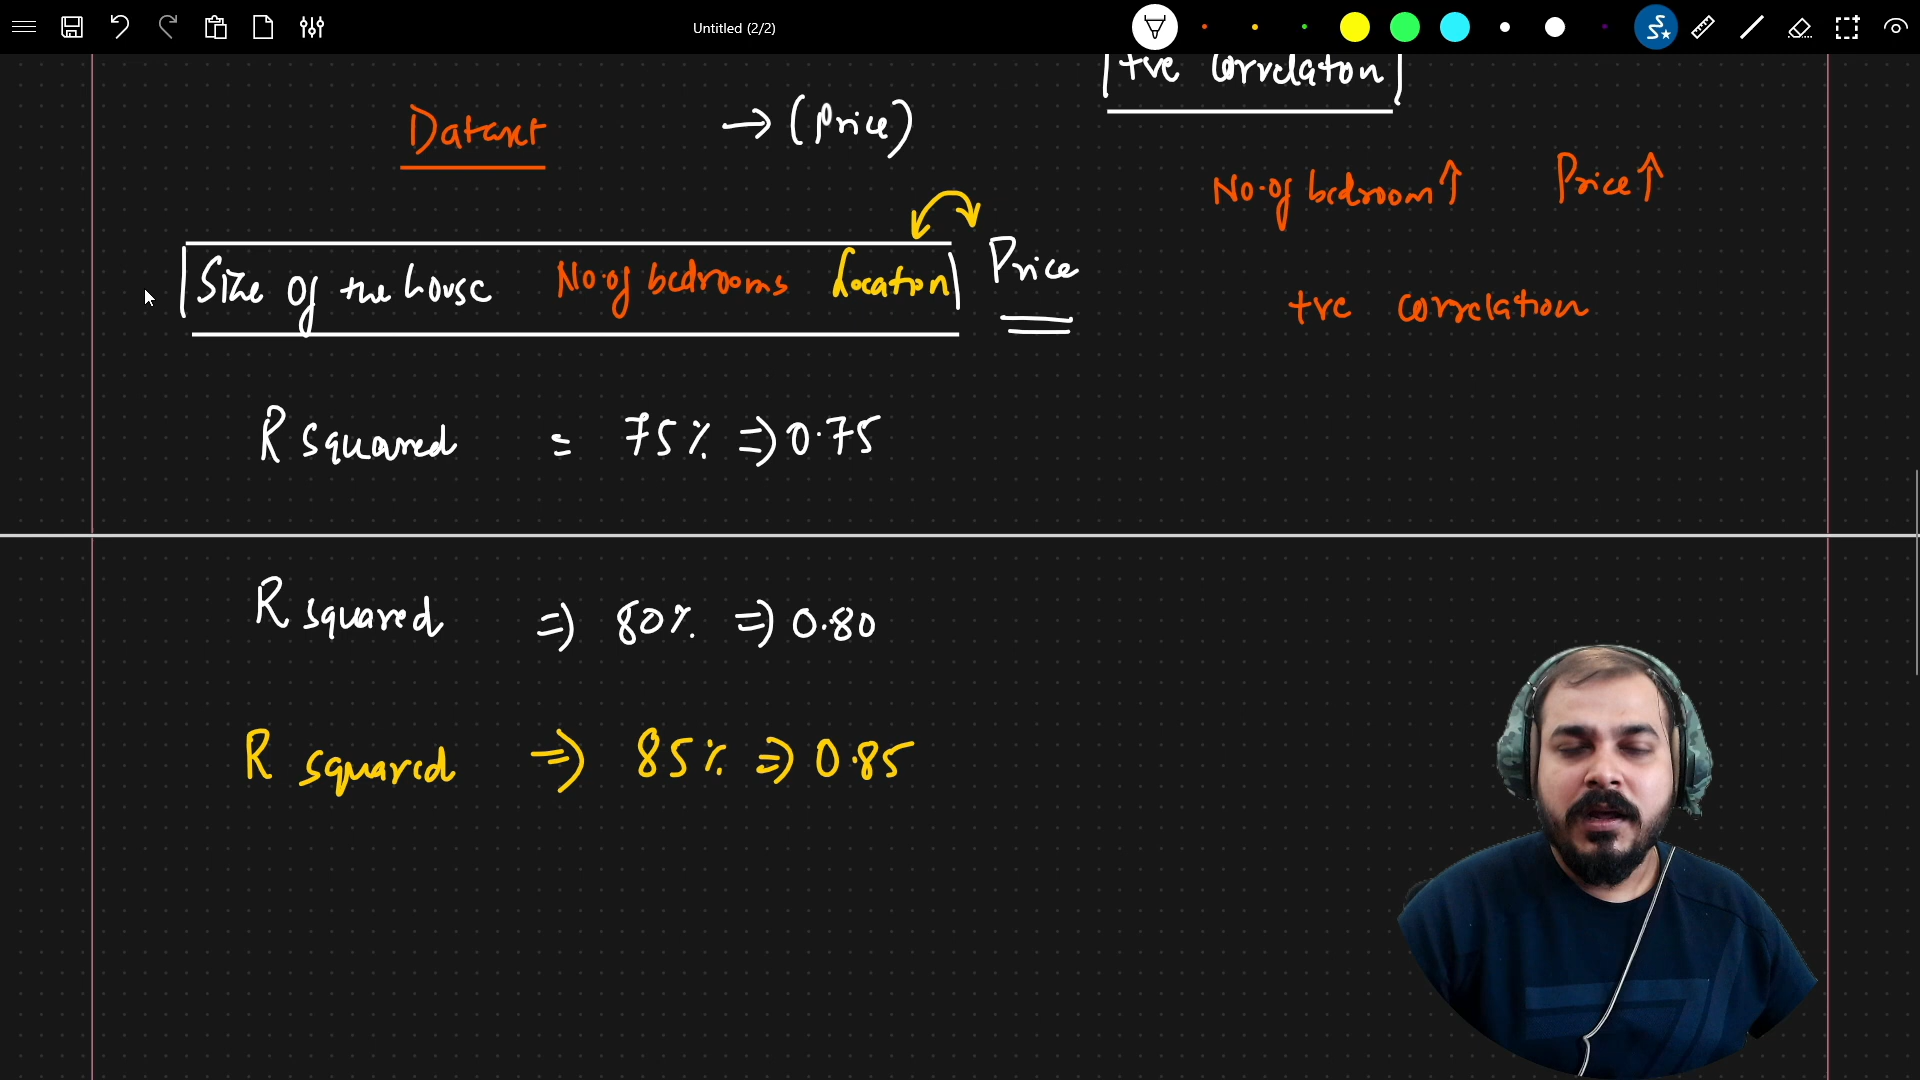 Untitled (2/2)
+ve correlaton
Dataset → (Price)
No. of bedroom ↑ Price ↑
Size of the house No. of bedrooms Location Price
+ve correlation
R squared = 75% ⇒ 0.75
R squared ⇒ 80% ⇒ 0.80
R squared ⇒ 85% ⇒ 0.85